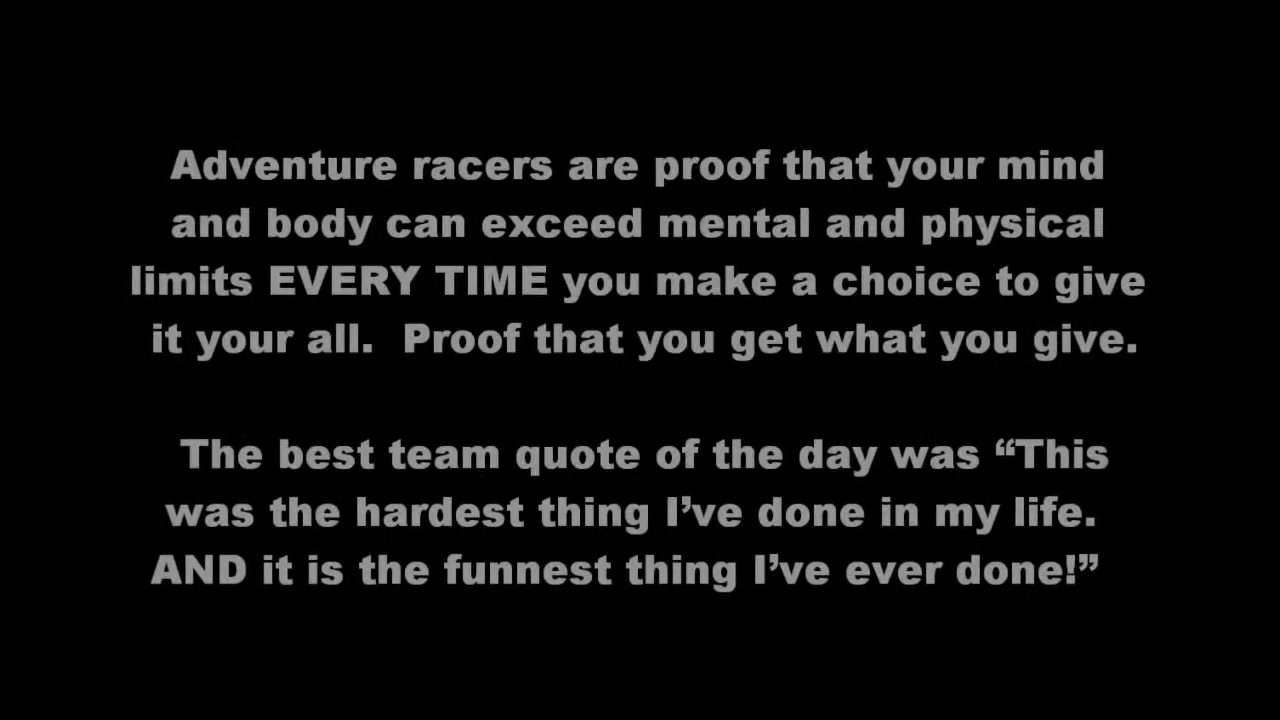 Adventure racers are proof that your mind
and body can exceed mental and physical
limits EVERY TIME you make a choice to give
it your all.  Proof that you get what you give.
The best team quote of the day was “This
was the hardest thing I’ve done in my life.
AND it is the funnest thing I’ve ever done!”